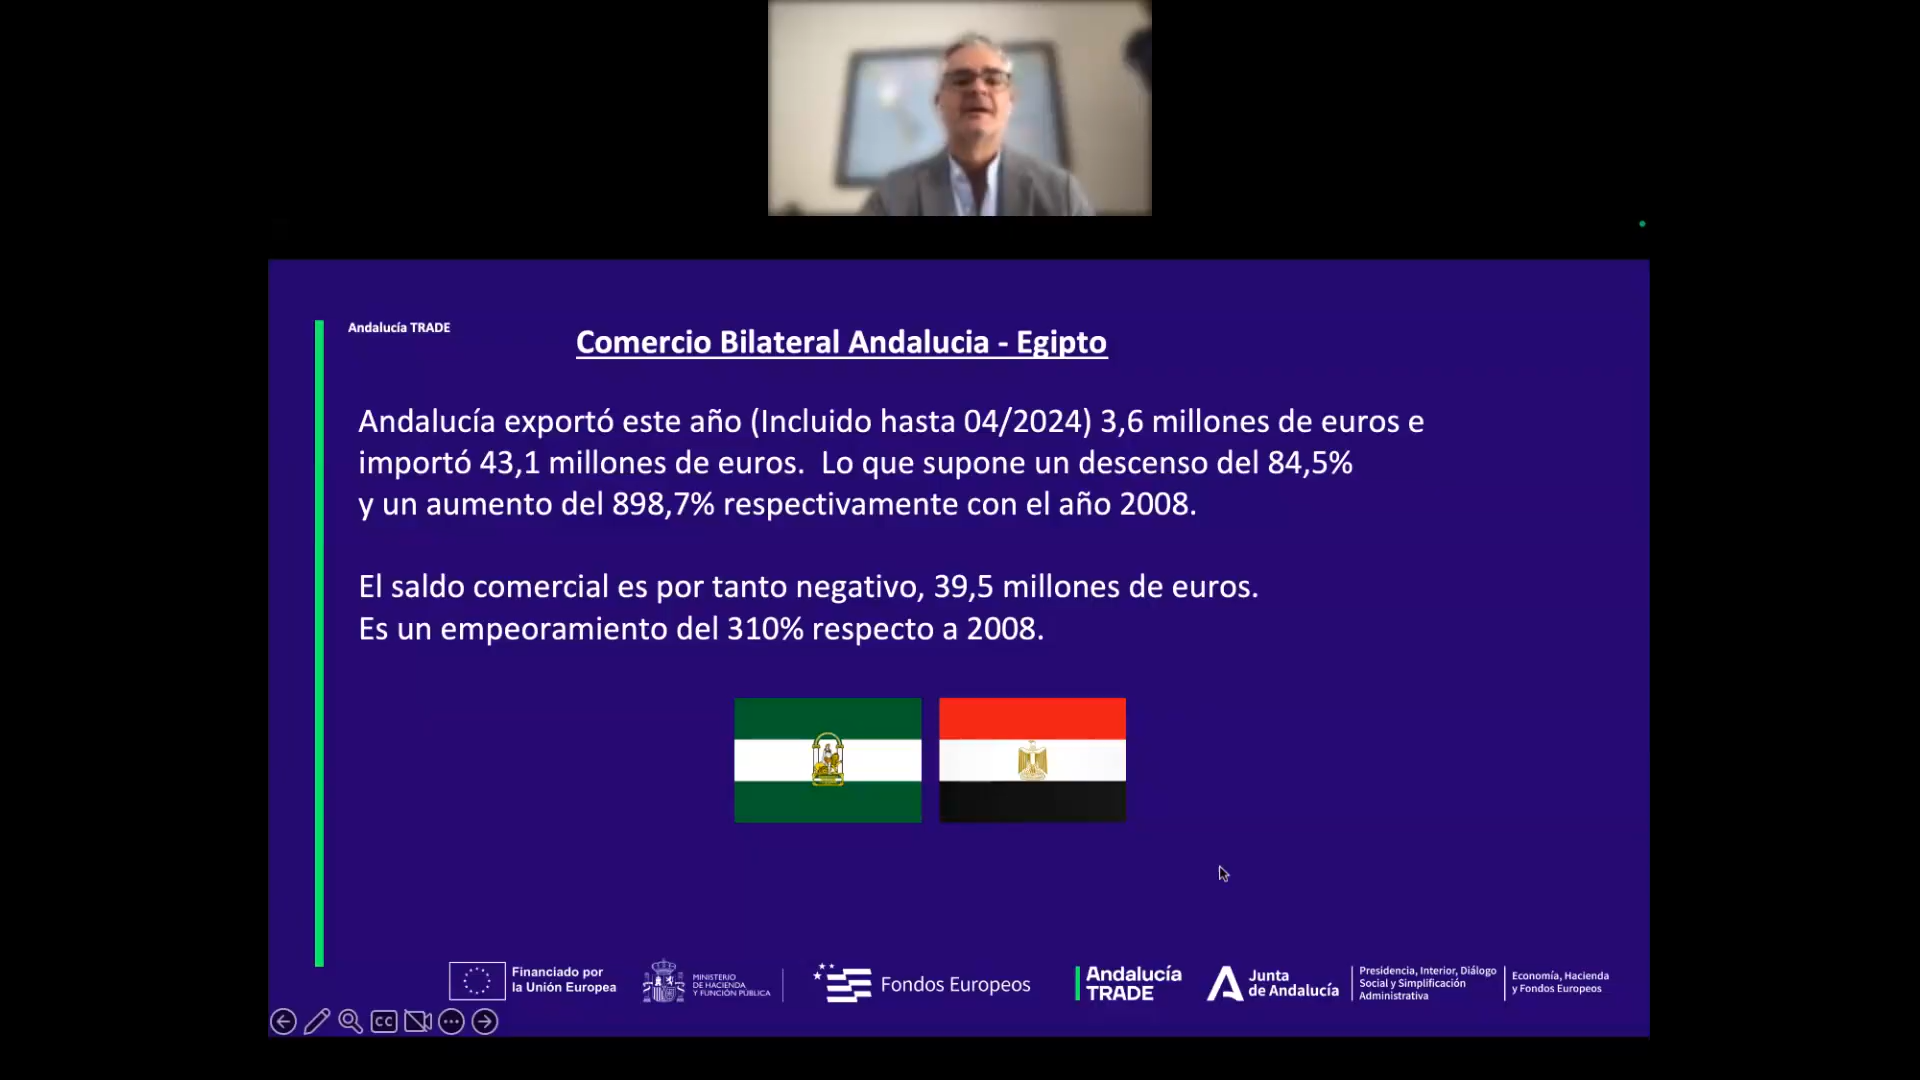 Andalucía TRADE
Comercio Bilateral Andalucia - Egipto
Andalucía exportó este año (Incluido hasta 04/2024) 3,6 millones de euros e
importó 43,1 millones de euros.  Lo que supone un descenso del 84,5%
y un aumento del 898,7% respectivamente con el año 2008.
El saldo comercial es por tanto negativo, 39,5 millones de euros.
Es un empeoramiento del 310% respecto a 2008.
Financiado por
la Unión Europea
MINISTERIO
DE HACIENDA
Y FUNCIÓN PÚBLICA
Fondos Europeos
Andalucía
TRADE
Junta
de Andalucía
Presidencia, Interior, Diálogo
Social y Simplificación
Administrativa
Economía, Hacienda
y Fondos Europeos
CC